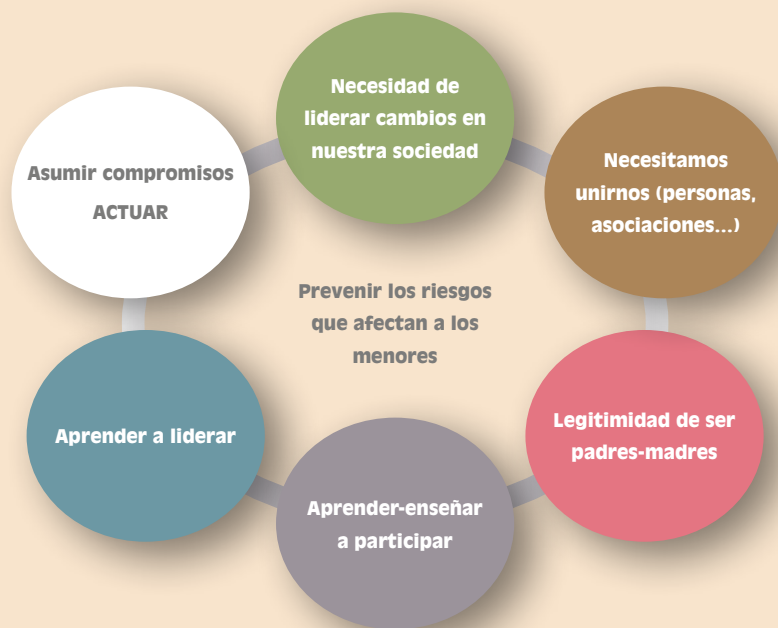 Necesidad de
liderar cambios en
nuestra sociedad
Necesitamos
unirnos (personas,
asociaciones...)
Legitimidad de ser
padres-madres
Aprender-enseñar
a participar
Aprender a liderar
Asumir compromisos
ACTUAR
Prevenir los riesgos
que afectan a los
menores